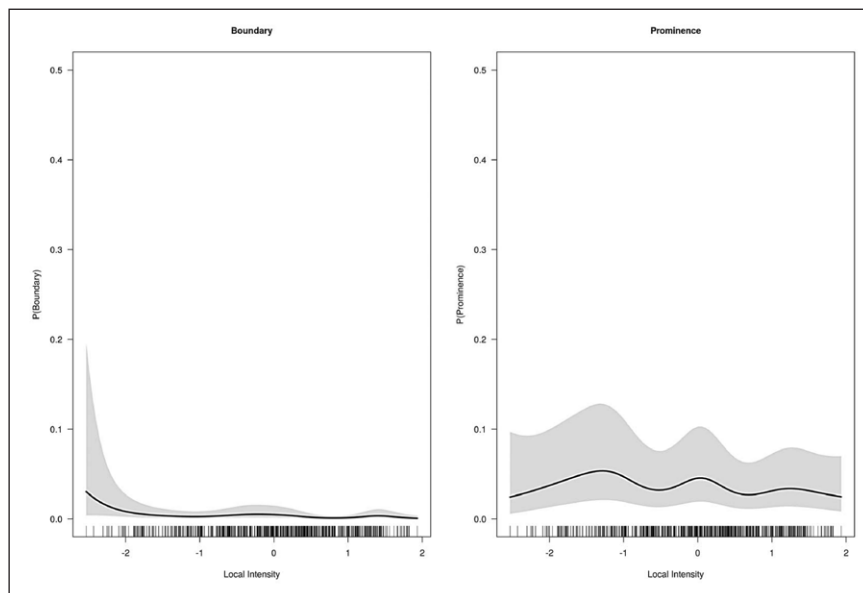 Boundary
0.5
0.4
0.3
0.2
0.1
0.0
P(Boundary)
-2 -1 0 1 2
Local Intensity
Prominence
0.5
0.4
0.3
0.2
0.1
0.0
P(Prominence)
-2 -1 0 1 2
Local Intensity